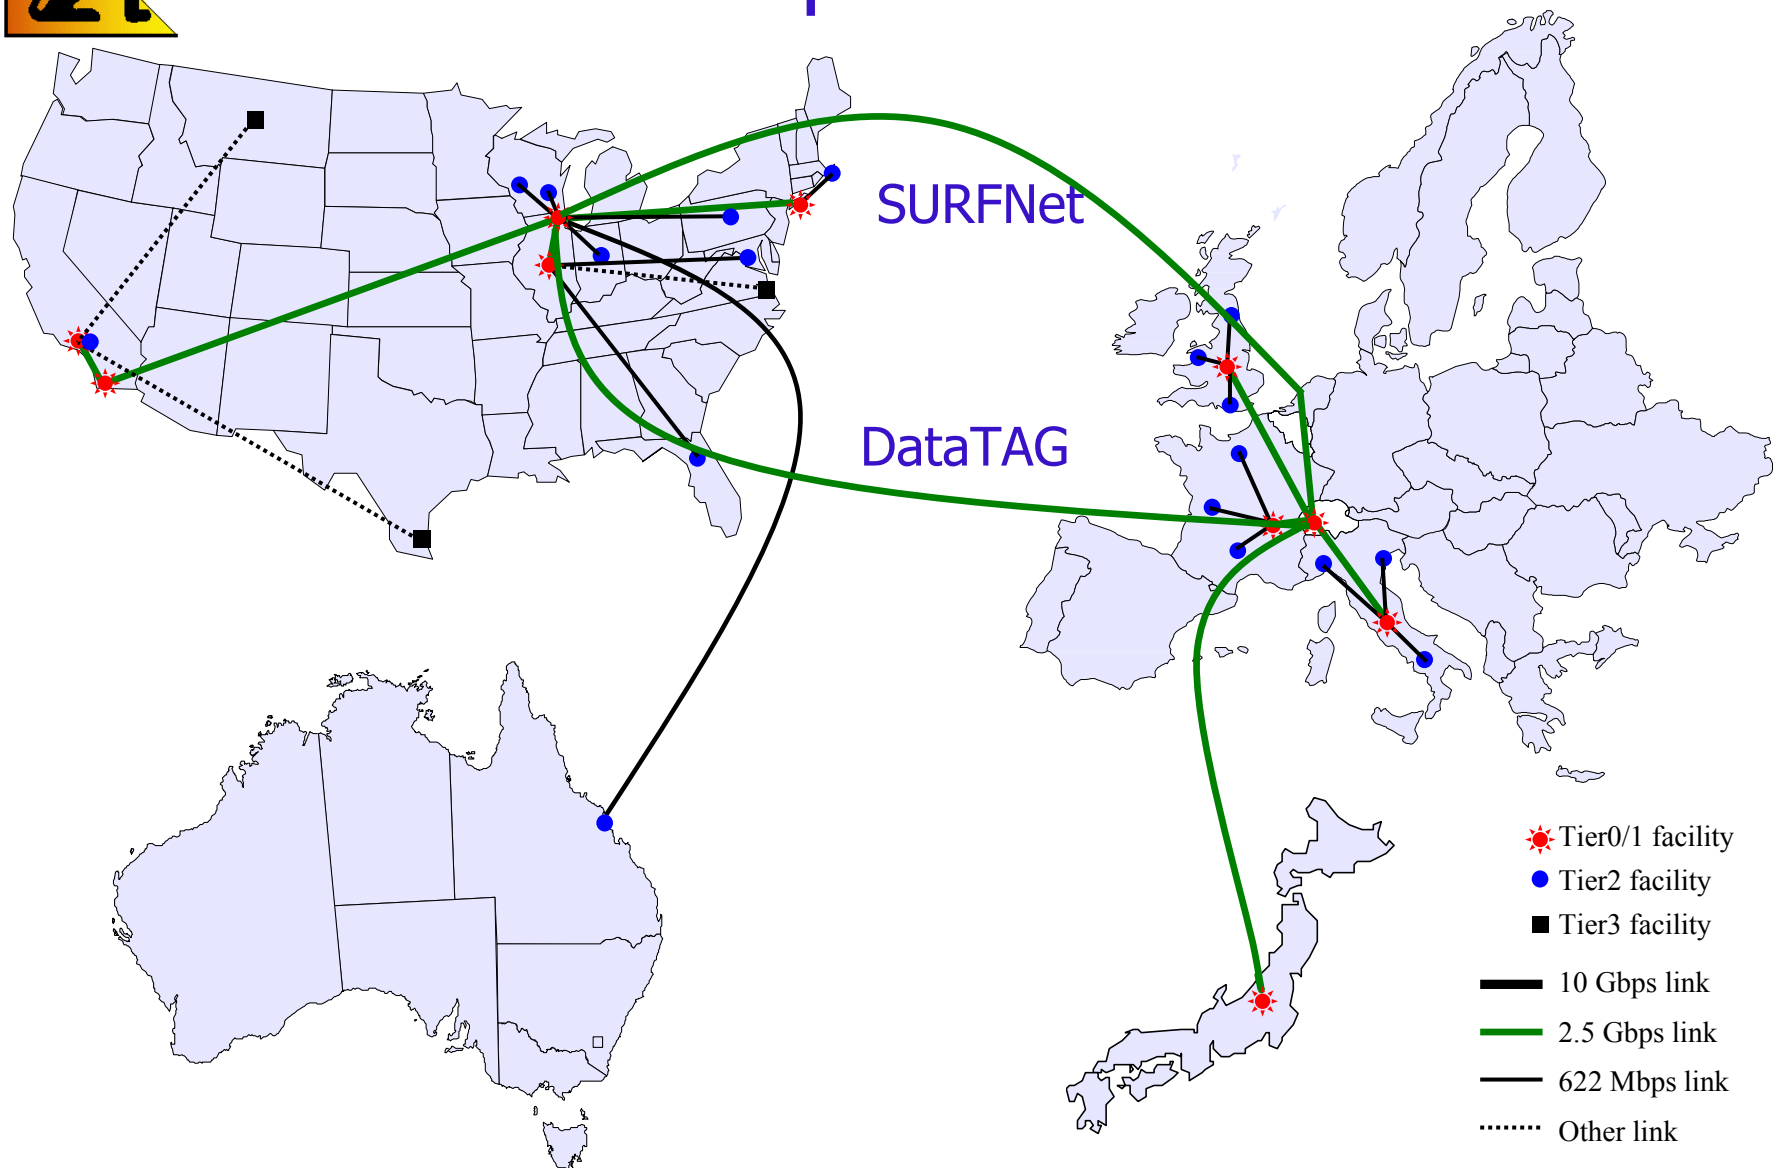 SURFNet
DataTAG
Tier0/1 facility
Tier2 facility
Tier3 facility
10 Gbps link
2.5 Gbps link
622 Mbps link
Other link